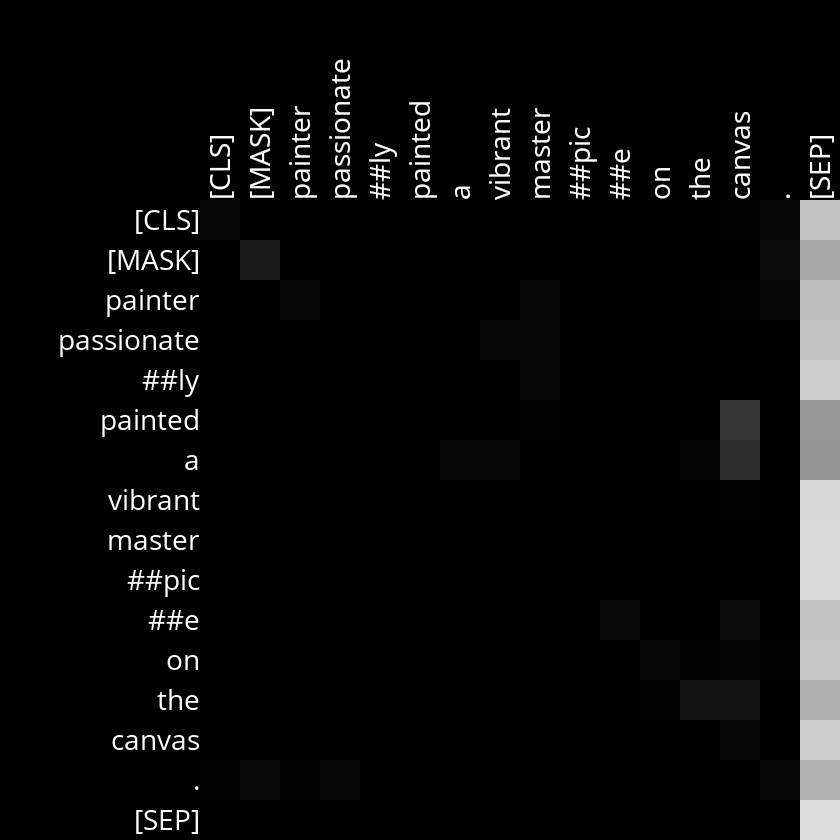 [CLS]
[MASK]
painter
passionate
##ly
painted
a
vibrant
master
##pic
##e
on
the
canvas
.
[SEP]
[CLS]
[MASK]
painter
passionate
##ly
painted
a
vibrant
master
##pic
##e
on
the
canvas
.
[SEP]